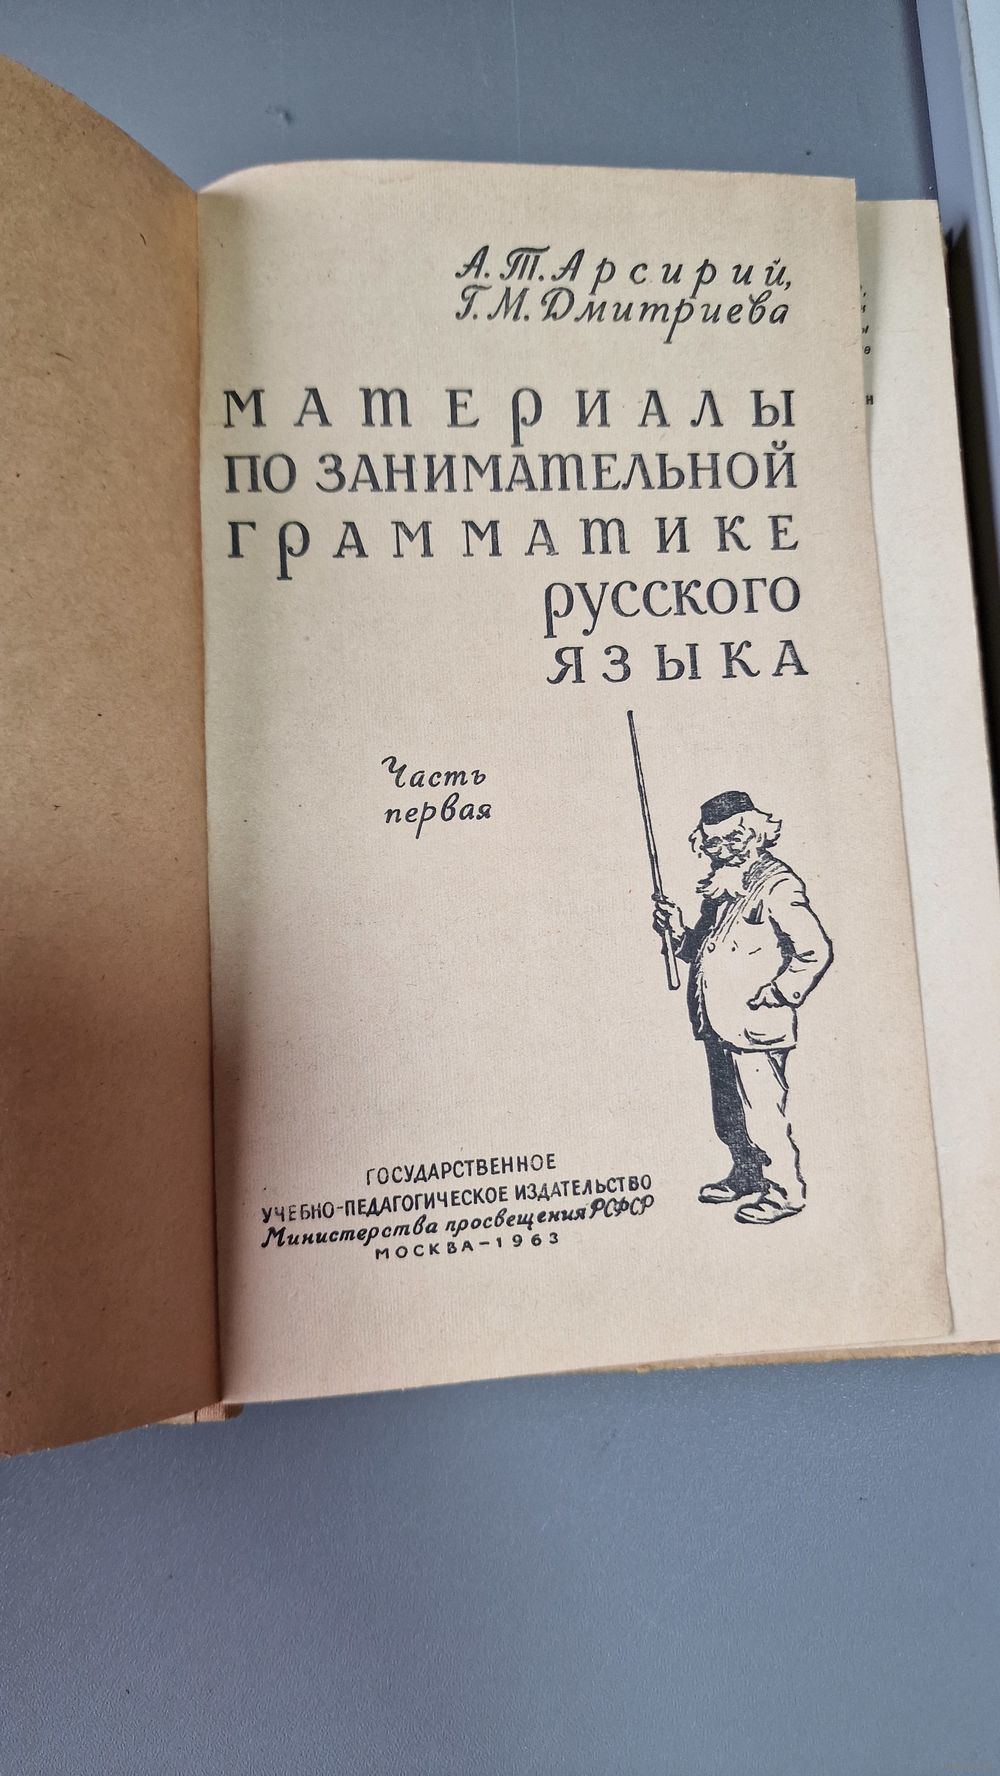 А. Т. Арсирий,
Г. М. Дмитриева
МАТЕРИАЛЫ
ПО ЗАНИМАТЕЛЬНОЙ
ГРАММАТИКЕ
РУССКОГО
ЯЗЫКА
Часть
первая
ГОСУДАРСТВЕННОЕ
УЧЕБНО-ПЕДАГОГИЧЕСКОЕ ИЗДАТЕЛЬСТВО
Министерства просвещения РСФСР
МОСКВА – 1963